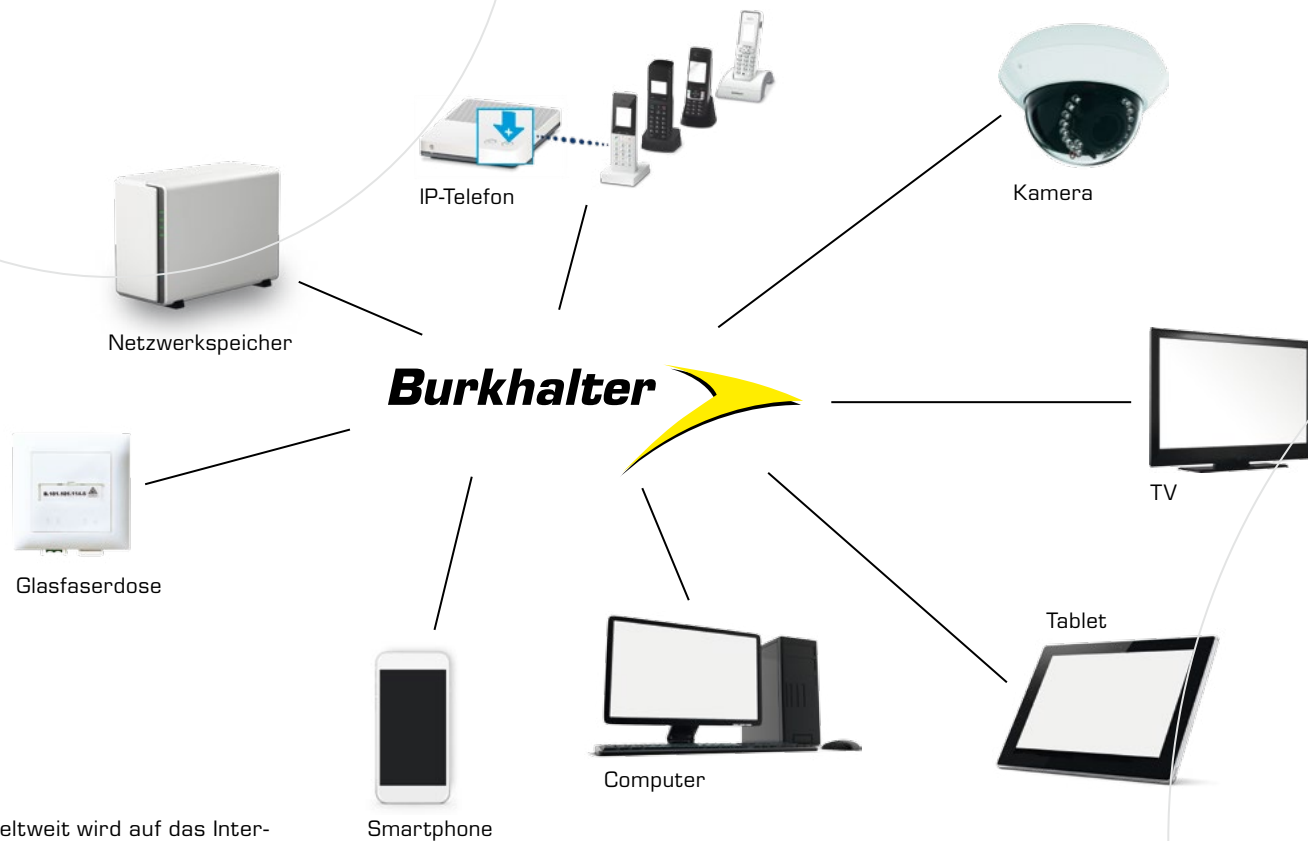 IP-Telefon
Kamera
Netzwerkspeicher
Burkhalter
TV
Glasfaserdose
Tablet
Computer
Smartphone
eltweit wird auf das Inter-